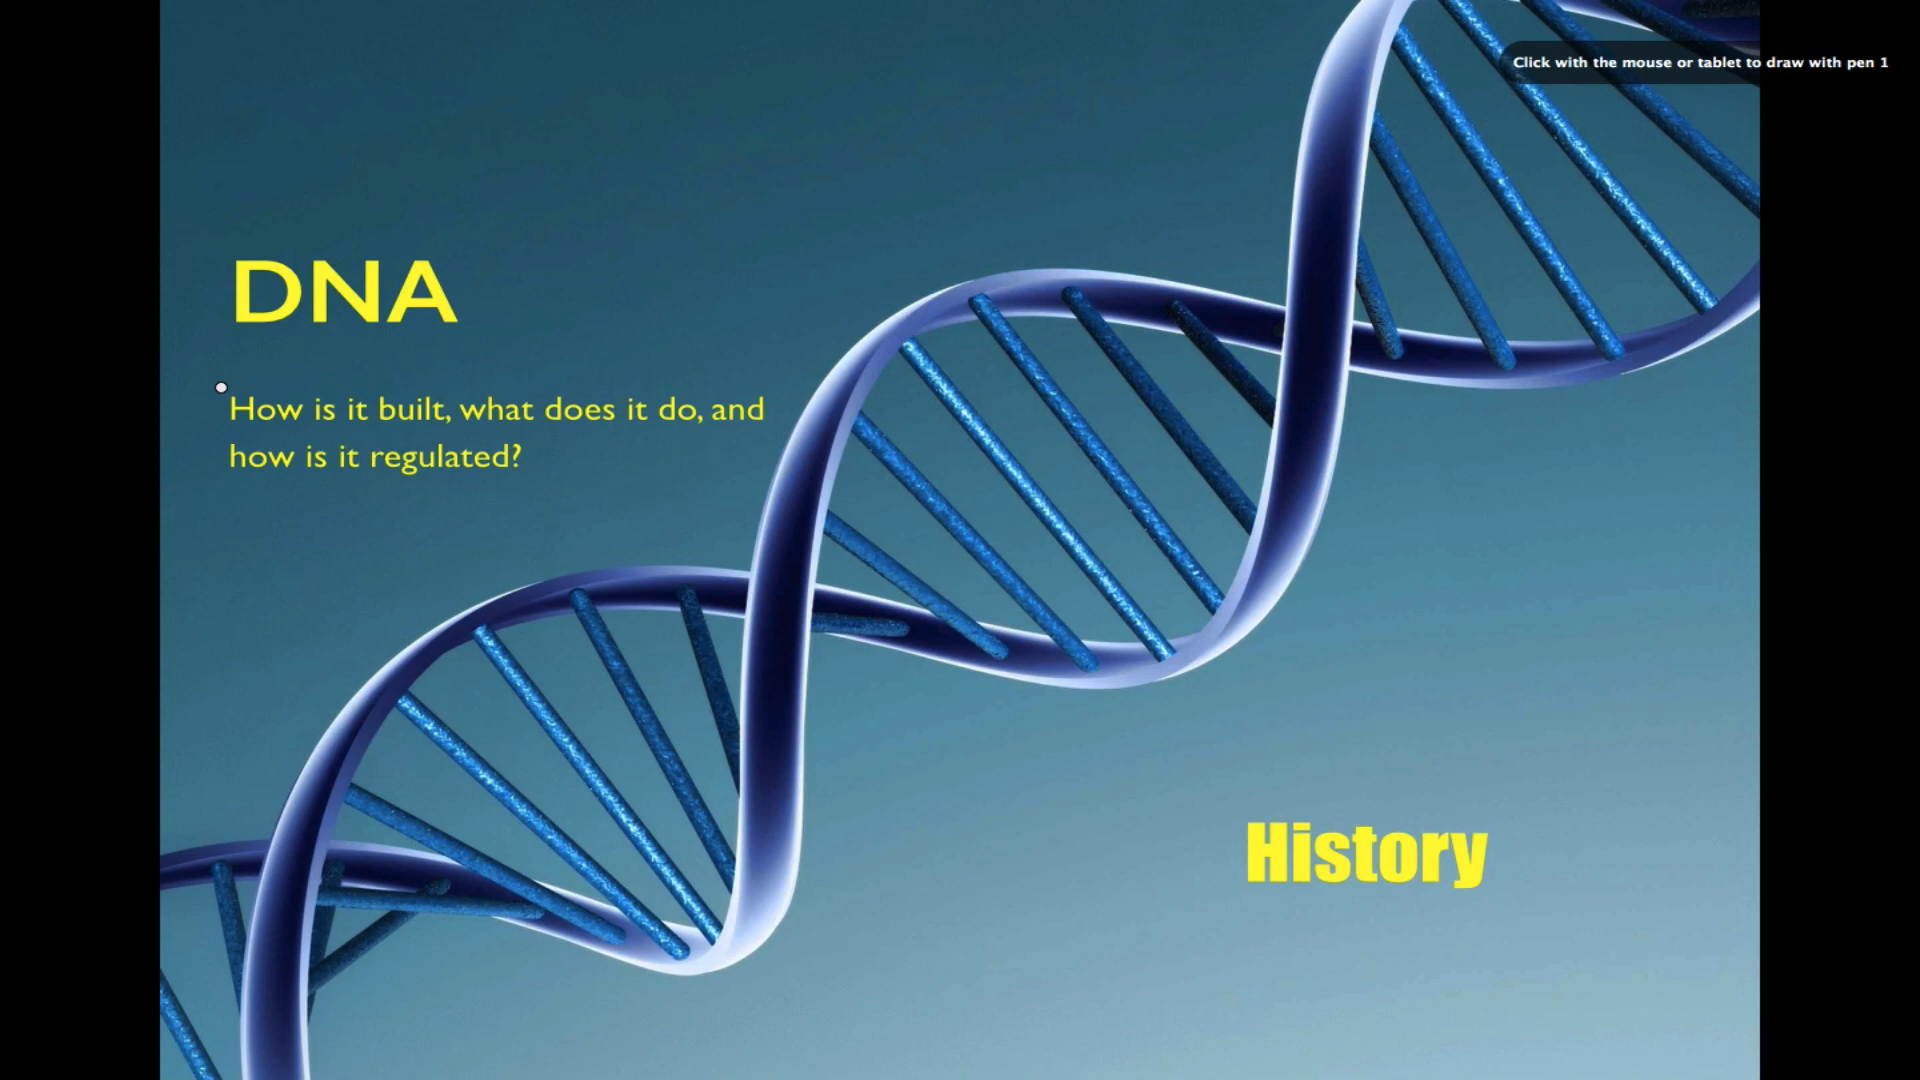 Click with the mouse or tablet to draw with pen 1
DNA
How is it built, what does it do, and
how is it regulated?
History